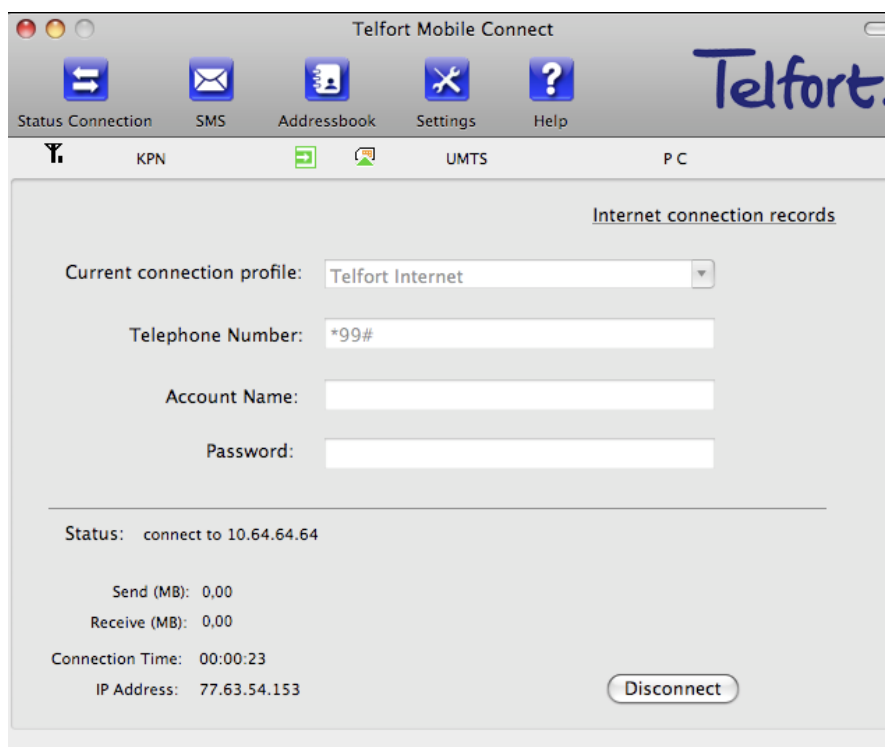 Telfort Mobile Connect
Telfort.
Status Connection SMS Addressbook Settings Help
KPN UMTS P C
Internet connection records
Current connection profile: Telfort Internet
Telephone Number: *99#
Account Name:
Password:
Status: connect to 10.64.64.64
Send (MB): 0,00
Receive (MB): 0,00
Connection Time: 00:00:23
IP Address: 77.63.54.153
Disconnect